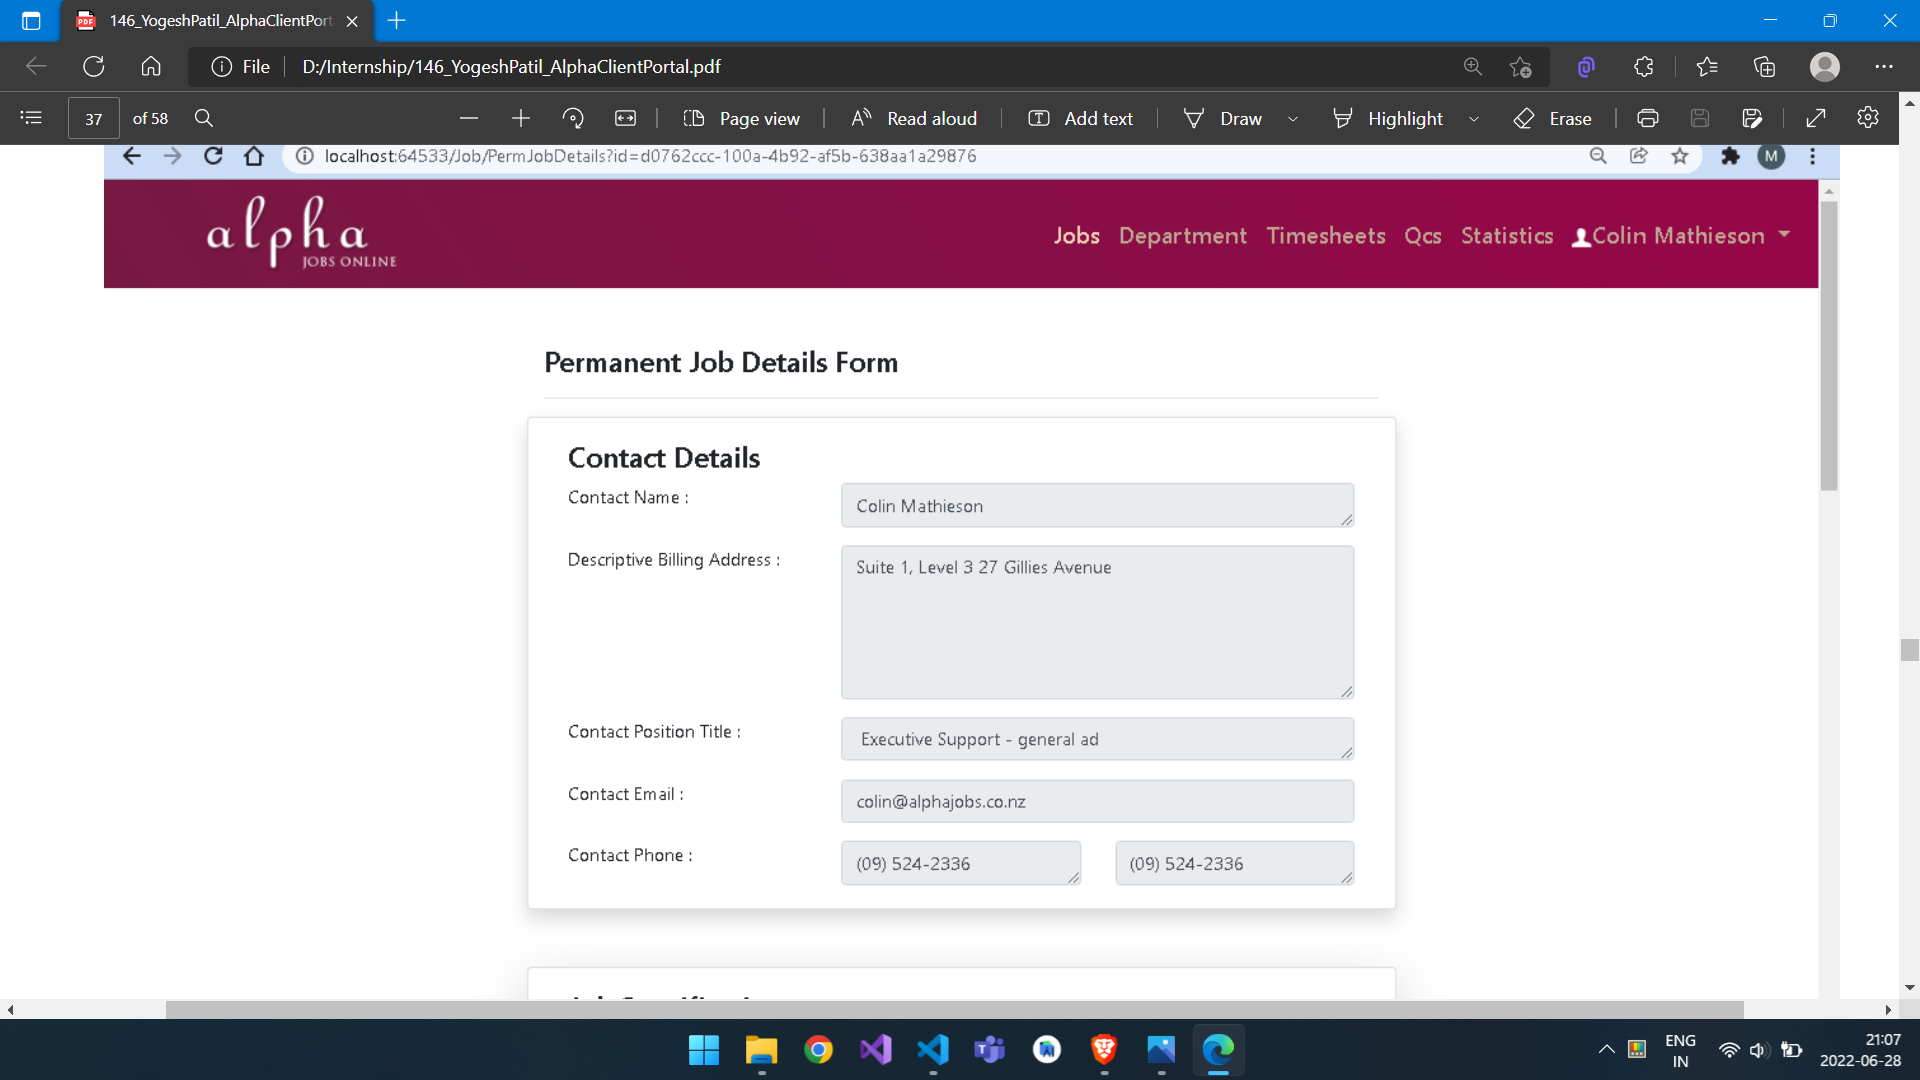 146_YogeshPatil_AlphaClientPort
File D:/Internship/146_YogeshPatil_AlphaClientPortal.pdf
37 of 58 Page view Read aloud Add text Draw Highlight Erase
localhost:64533/Job/PermJobDetails?id=d0762ccc-100a-4b92-af5b-638aa1a29876 M
alpha
JOBS ONLINE
Jobs Department Timesheets Qcs Statistics Colin Mathieson
Permanent Job Details Form
Contact Details
Contact Name : Colin Mathieson
Descriptive Billing Address : Suite 1, Level 3 27 Gillies Avenue
Contact Position Title : Executive Support - general ad
Contact Email : colin@alphajobs.co.nz
Contact Phone : (09) 524-2336 (09) 524-2336
ENG 21:07
IN 2022-06-28